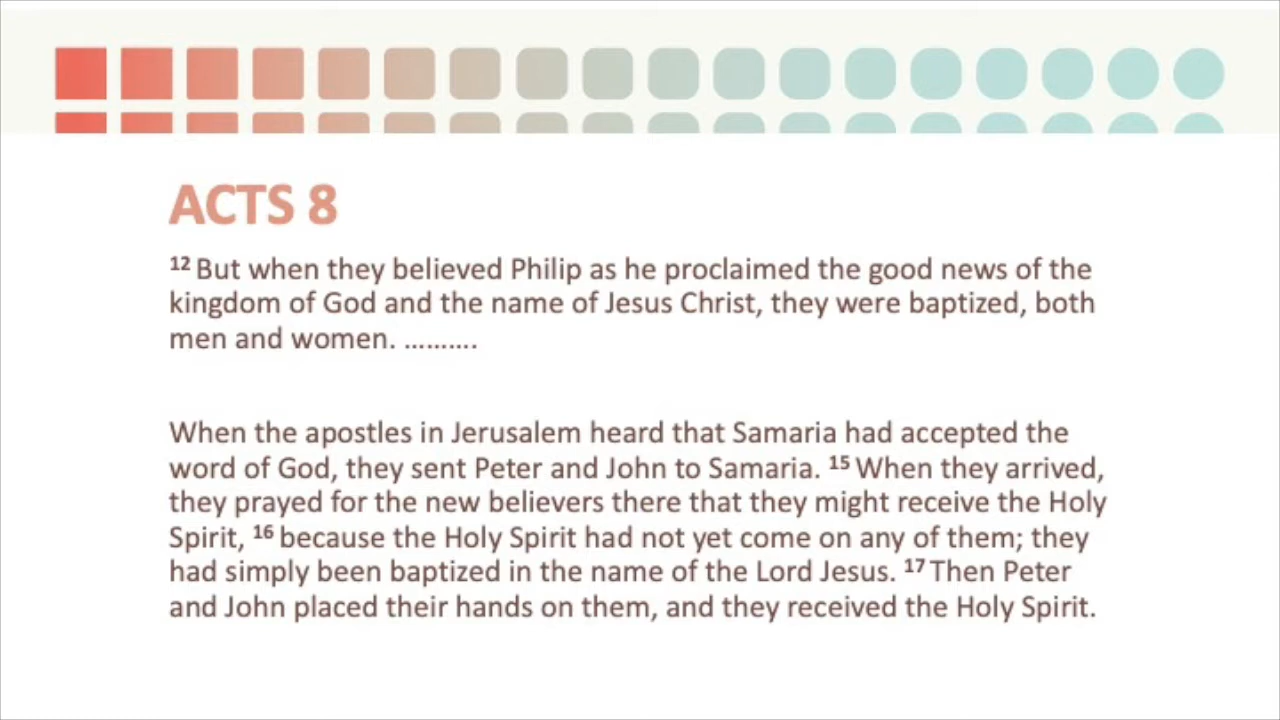 ACTS 8
12 But when they believed Philip as he proclaimed the good news of the
kingdom of God and the name of Jesus Christ, they were baptized, both
men and women. ……….
When the apostles in Jerusalem heard that Samaria had accepted the
word of God, they sent Peter and John to Samaria. 15 When they arrived,
they prayed for the new believers there that they might receive the Holy
Spirit, 16 because the Holy Spirit had not yet come on any of them; they
had simply been baptized in the name of the Lord Jesus. 17 Then Peter
and John placed their hands on them, and they received the Holy Spirit.